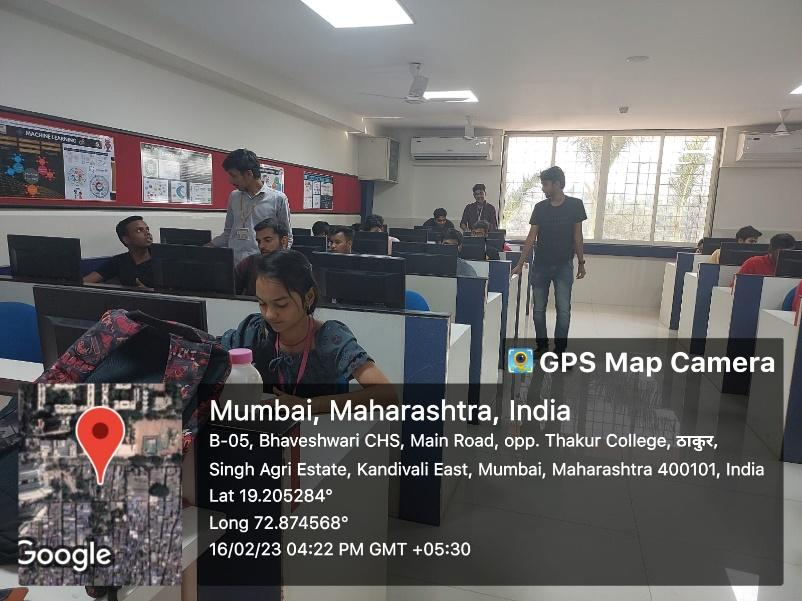 MACHINE LEARNING
GPS Map Camera
Mumbai, Maharashtra, India
B-05, Bhaveshwari CHS, Main Road, opp. Thakur College, ठाकुर,
Singh Agri Estate, Kandivali East, Mumbai, Maharashtra 400101, India
Lat 19.205284°
Long 72.874568°
16/02/23 04:22 PM GMT +05:30
Google